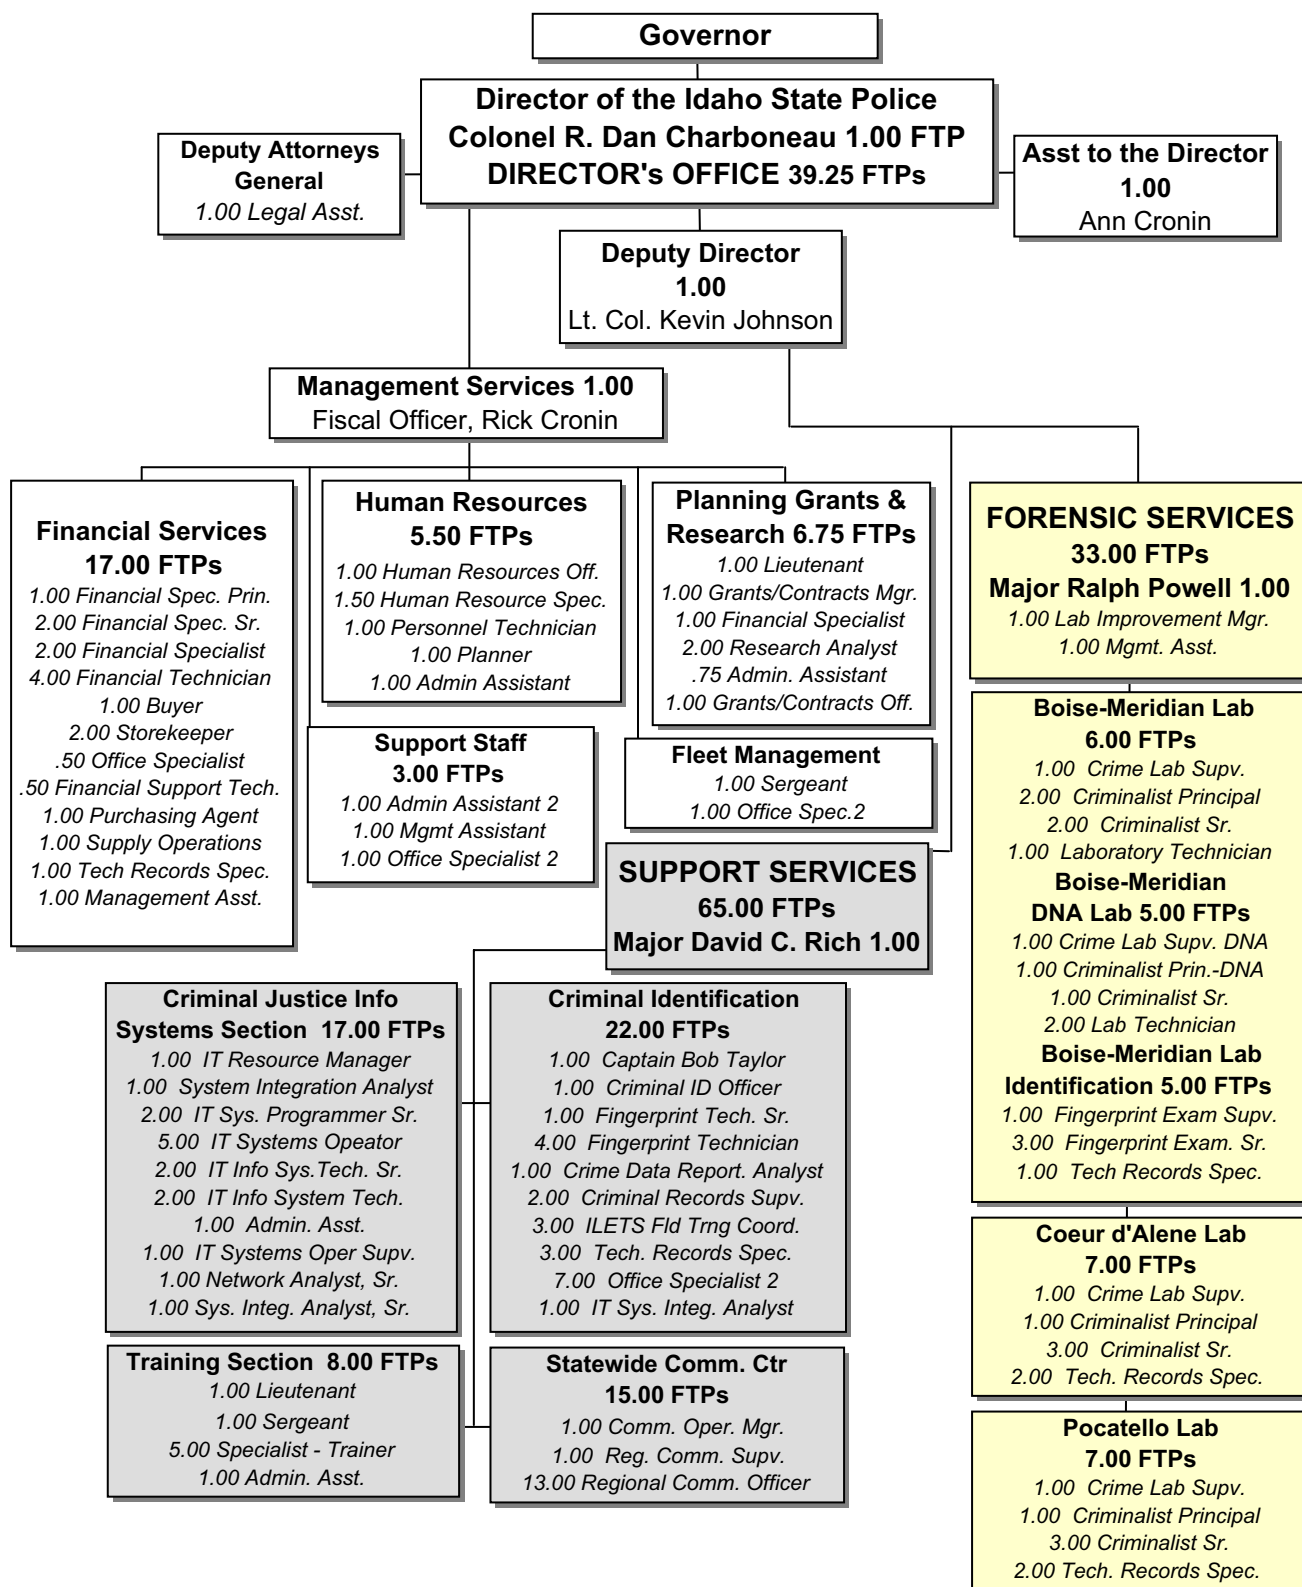 Governor
Director of the Idaho State Police
Colonel R. Dan Charboneau 1.00 FTP
DIRECTOR's OFFICE 39.25 FTPs
Deputy Attorneys
General
1.00 Legal Asst.
Asst to the Director
1.00
Ann Cronin
Deputy Director
1.00
Lt. Col. Kevin Johnson
Management Services 1.00
Fiscal Officer, Rick Cronin
Financial Services
17.00 FTPs
1.00 Financial Spec. Prin.
2.00 Financial Spec. Sr.
2.00 Financial Specialist
4.00 Financial Technician
1.00 Buyer
2.00 Storekeeper
.50 Office Specialist
.50 Financial Support Tech.
1.00 Purchasing Agent
1.00 Supply Operations
1.00 Tech Records Spec.
1.00 Management Asst.
Human Resources
5.50 FTPs
1.00 Human Resources Off.
1.50 Human Resource Spec.
1.00 Personnel Technician
1.00 Planner
1.00 Admin Assistant
Support Staff
3.00 FTPs
1.00 Admin Assistant 2
1.00 Mgmt Assistant
1.00 Office Specialist 2
Planning Grants &
Research 6.75 FTPs
1.00 Lieutenant
1.00 Grants/Contracts Mgr.
1.00 Financial Specialist
2.00 Research Analyst
.75 Admin. Assistant
1.00 Grants/Contracts Off.
Fleet Management
1.00 Sergeant
1.00 Office Spec.2
SUPPORT SERVICES
65.00 FTPs
Major David C. Rich 1.00
Criminal Justice Info
Systems Section 17.00 FTPs
1.00 IT Resource Manager
1.00 System Integration Analyst
2.00 IT Sys. Programmer Sr.
5.00 IT Systems Opeator
2.00 IT Info Sys.Tech. Sr.
2.00 IT Info System Tech.
1.00 Admin. Asst.
1.00 IT Systems Oper Supv.
1.00 Network Analyst, Sr.
1.00 Sys. Integ. Analyst, Sr.
Criminal Identification
22.00 FTPs
1.00 Captain Bob Taylor
1.00 Criminal ID Officer
1.00 Fingerprint Tech. Sr.
4.00 Fingerprint Technician
1.00 Crime Data Report. Analyst
2.00 Criminal Records Supv.
3.00 ILETS Fld Trng Coord.
3.00 Tech. Records Spec.
7.00 Office Specialist 2
1.00 IT Sys. Integ. Analyst
Training Section 8.00 FTPs
1.00 Lieutenant
1.00 Sergeant
5.00 Specialist - Trainer
1.00 Admin. Asst.
Statewide Comm. Ctr
15.00 FTPs
1.00 Comm. Oper. Mgr.
1.00 Reg. Comm. Supv.
13.00 Regional Comm. Officer
FORENSIC SERVICES
33.00 FTPs
Major Ralph Powell 1.00
1.00 Lab Improvement Mgr.
1.00 Mgmt. Asst.
Boise-Meridian Lab
6.00 FTPs
1.00 Crime Lab Supv.
2.00 Criminalist Principal
2.00 Criminalist Sr.
1.00 Laboratory Technician
Boise-Meridian
DNA Lab 5.00 FTPs
1.00 Crime Lab Supv. DNA
1.00 Criminalist Prin.-DNA
1.00 Criminalist Sr.
2.00 Lab Technician
Boise-Meridian Lab
Identification 5.00 FTPs
1.00 Fingerprint Exam Supv.
3.00 Fingerprint Exam. Sr.
1.00 Tech Records Spec.
Coeur d'Alene Lab
7.00 FTPs
1.00 Crime Lab Supv.
1.00 Criminalist Principal
3.00 Criminalist Sr.
2.00 Tech. Records Spec.
Pocatello Lab
7.00 FTPs
1.00 Crime Lab Supv.
1.00 Criminalist Principal
3.00 Criminalist Sr.
2.00 Tech. Records Spec.